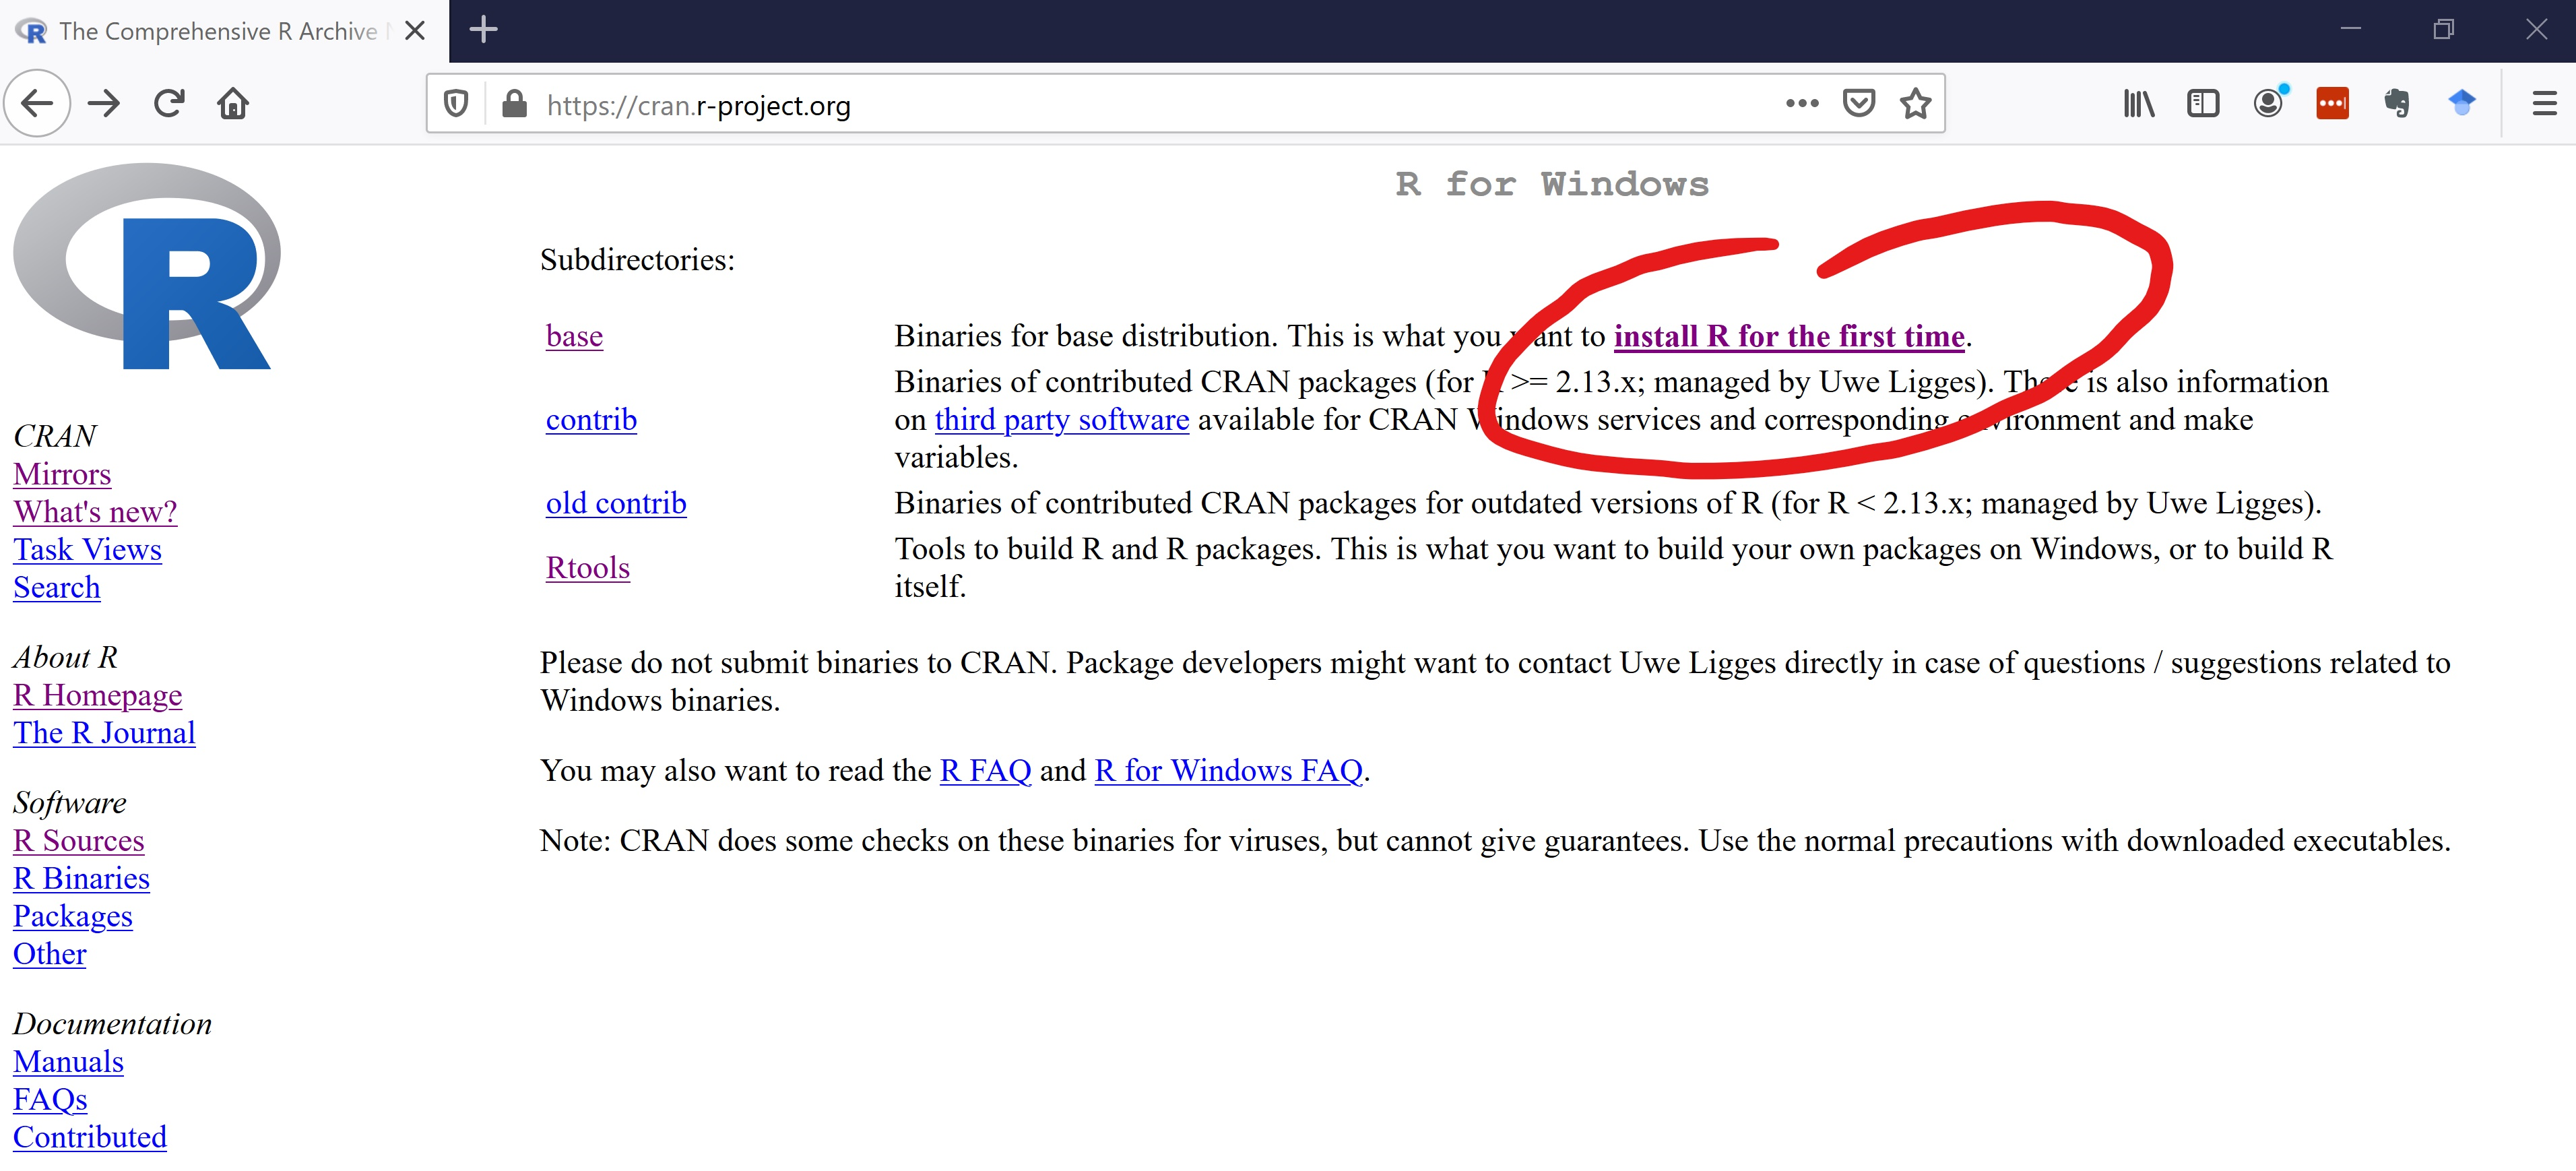 The Comprehensive R Archive
https://cran.r-project.org
R
R for Windows
Subdirectories:
base
Binaries for base distribution. This is what you want to install R for the first time.
contrib
Binaries of contributed CRAN packages (for R >= 2.13.x; managed by Uwe Ligges). There is also information
on third party software available for CRAN Windows services and corresponding environment and make
variables.
old contrib
Binaries of contributed CRAN packages for outdated versions of R (for R < 2.13.x; managed by Uwe Ligges).
Rtools
Tools to build R and R packages. This is what you want to build your own packages on Windows, or to build R
itself.
Please do not submit binaries to CRAN. Package developers might want to contact Uwe Ligges directly in case of questions / suggestions related to
Windows binaries.
You may also want to read the R FAQ and R for Windows FAQ.
Note: CRAN does some checks on these binaries for viruses, but cannot give guarantees. Use the normal precautions with downloaded executables.
CRAN
Mirrors
What's new?
Task Views
Search
About R
R Homepage
The R Journal
Software
R Sources
R Binaries
Packages
Other
Documentation
Manuals
FAQs
Contributed